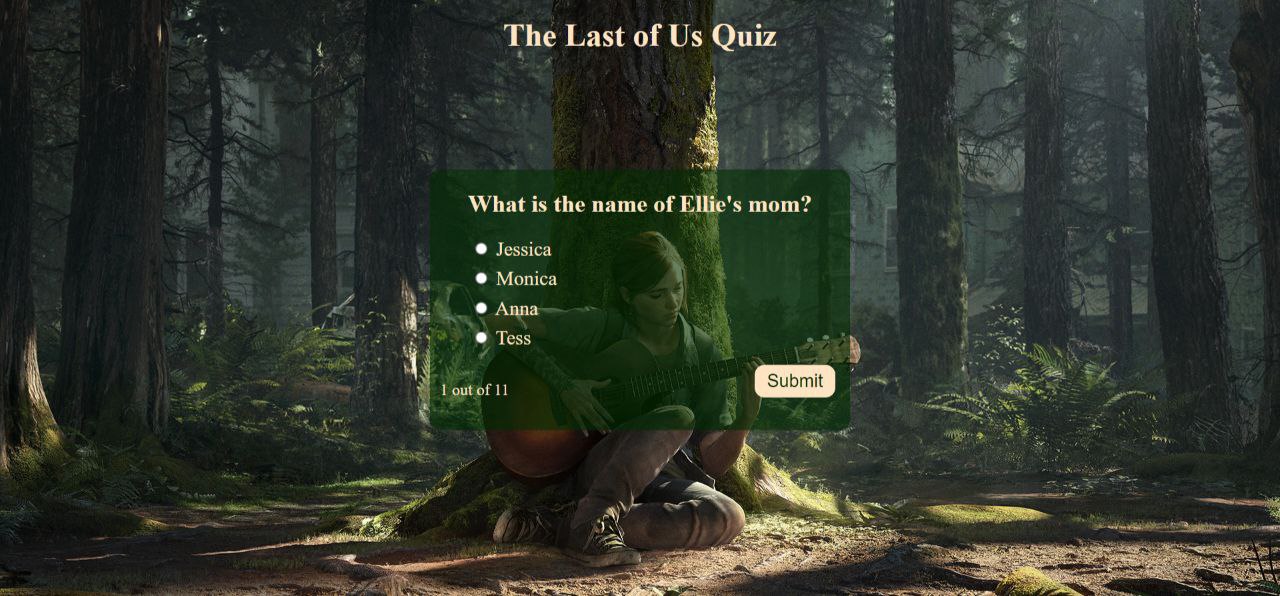 The Last of Us Quiz
What is the name of Ellie's mom?
Jessica
Monica
Anna
Tess
1 out of 11
Submit